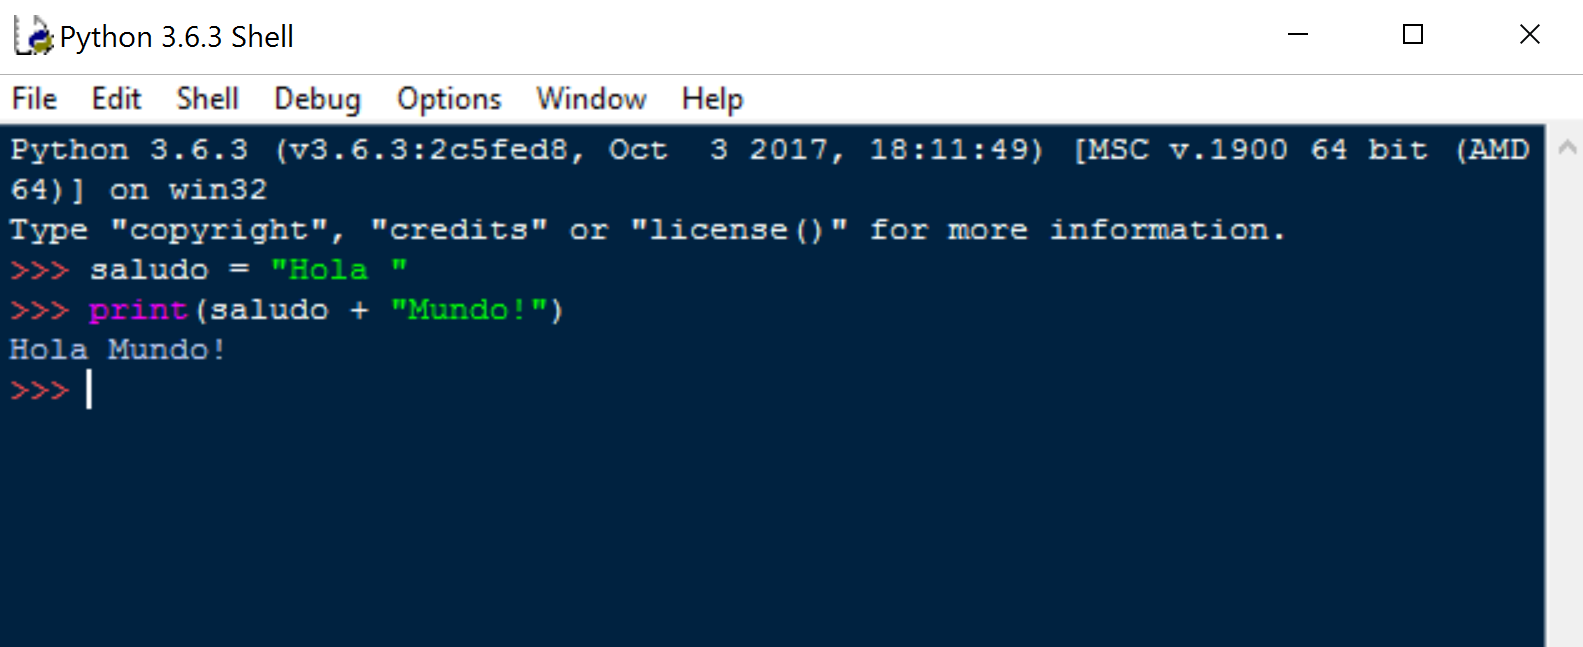 Python 3.6.3 Shell
File Edit Shell Debug Options Window Help
Python 3.6.3 (v3.6.3:2c5fed8, Oct  3 2017, 18:11:49) [MSC v.1900 64 bit (AMD
64)] on win32
Type "copyright", "credits" or "license()" for more information.
>>> saludo = "Hola "
>>> print(saludo + "Mundo!")
Hola Mundo!
>>>